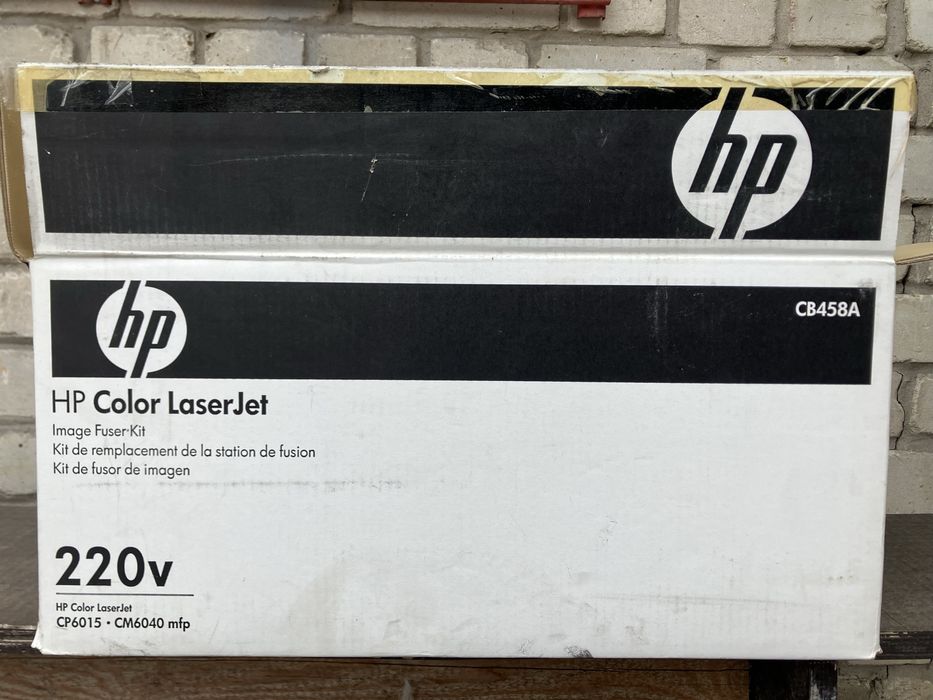 hp
hp
CB458A
HP Color LaserJet
Image Fuser Kit
Kit de remplacement de la station de fusion
Kit de fusor de imagen
220v
HP Color LaserJet
CP6015 • CM6040 mfp